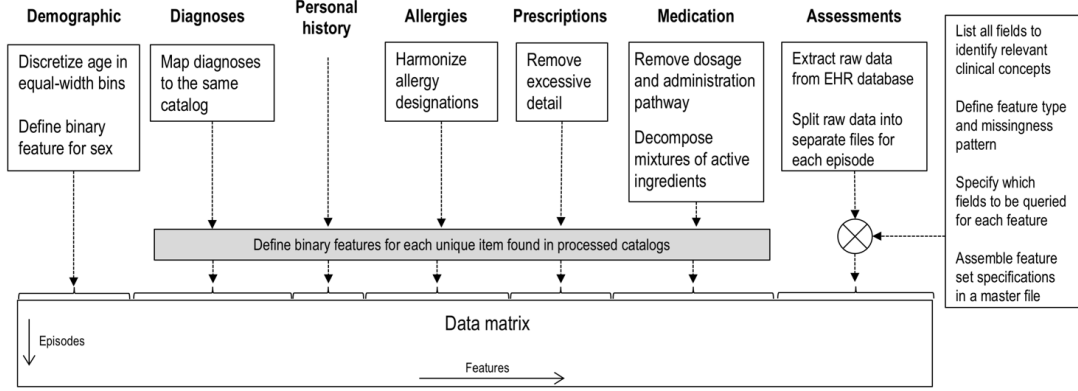 Demographic
Discretize age in
equal-width bins
Define binary
feature for sex
Diagnoses
Map diagnoses
to the same
catalog
Personal
history
Allergies
Harmonize
allergy
designations
Prescriptions
Remove
excessive
detail
Medication
Remove dosage
and administration
pathway
Decompose
mixtures of active
ingredients
Assessments
Extract raw data
from EHR database
Split raw data into
separate files for
each episode
List all fields to
identify relevant
clinical concepts
Define feature type
and missingness
pattern
Specify which
fields to be queried
for each feature
Assemble feature
set specifications
in a master file
Define binary features for each unique item found in processed catalogs
Data matrix
Episodes
Features